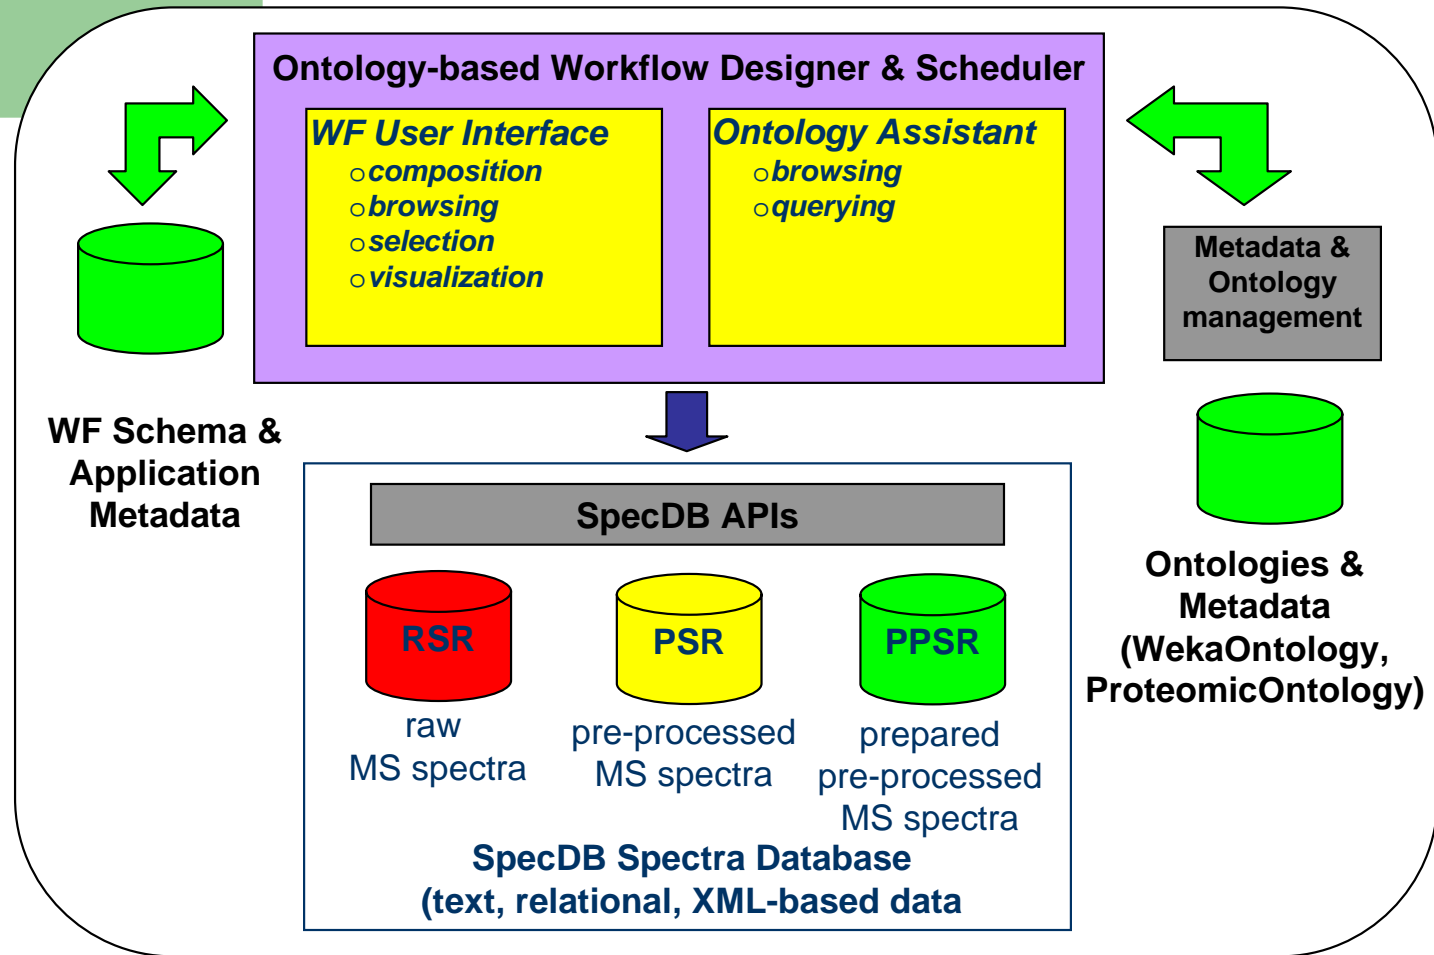 Ontology-based Workflow Designer & Scheduler
WF User Interface
o composition
o browsing
o selection
o visualization
Ontology Assistant
o browsing
o querying
Metadada &
Ontology
management
WF Schema &
Application
Metadata
Ontologies &
Metadata
(WekaOntology,
ProteomicOntology)
SpecDB APIs
RSR
PSR
PPSR
raw
MS spectra
pre-processed
MS spectra
prepared
pre-processed
MS spectra
SpecDB Spectra Database
(text, relational, XML-based data